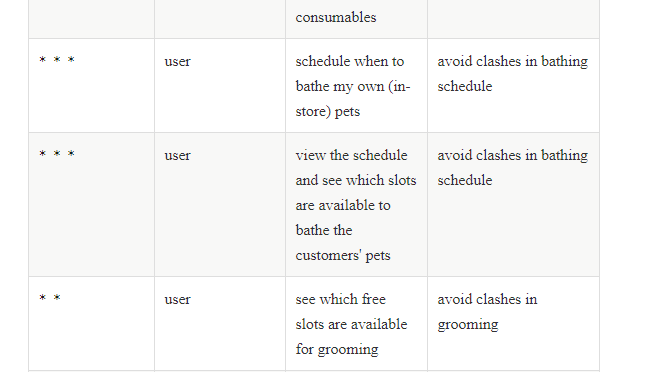 consumables
* * *
user
schedule when to
bathe my own (in-
store) pets
avoid clashes in bathing
schedule
* * *
user
view the schedule
and see which slots
are available to
bathe the
customers' pets
avoid clashes in bathing
schedule
* *
user
see which free
slots are available
for grooming
avoid clashes in
grooming